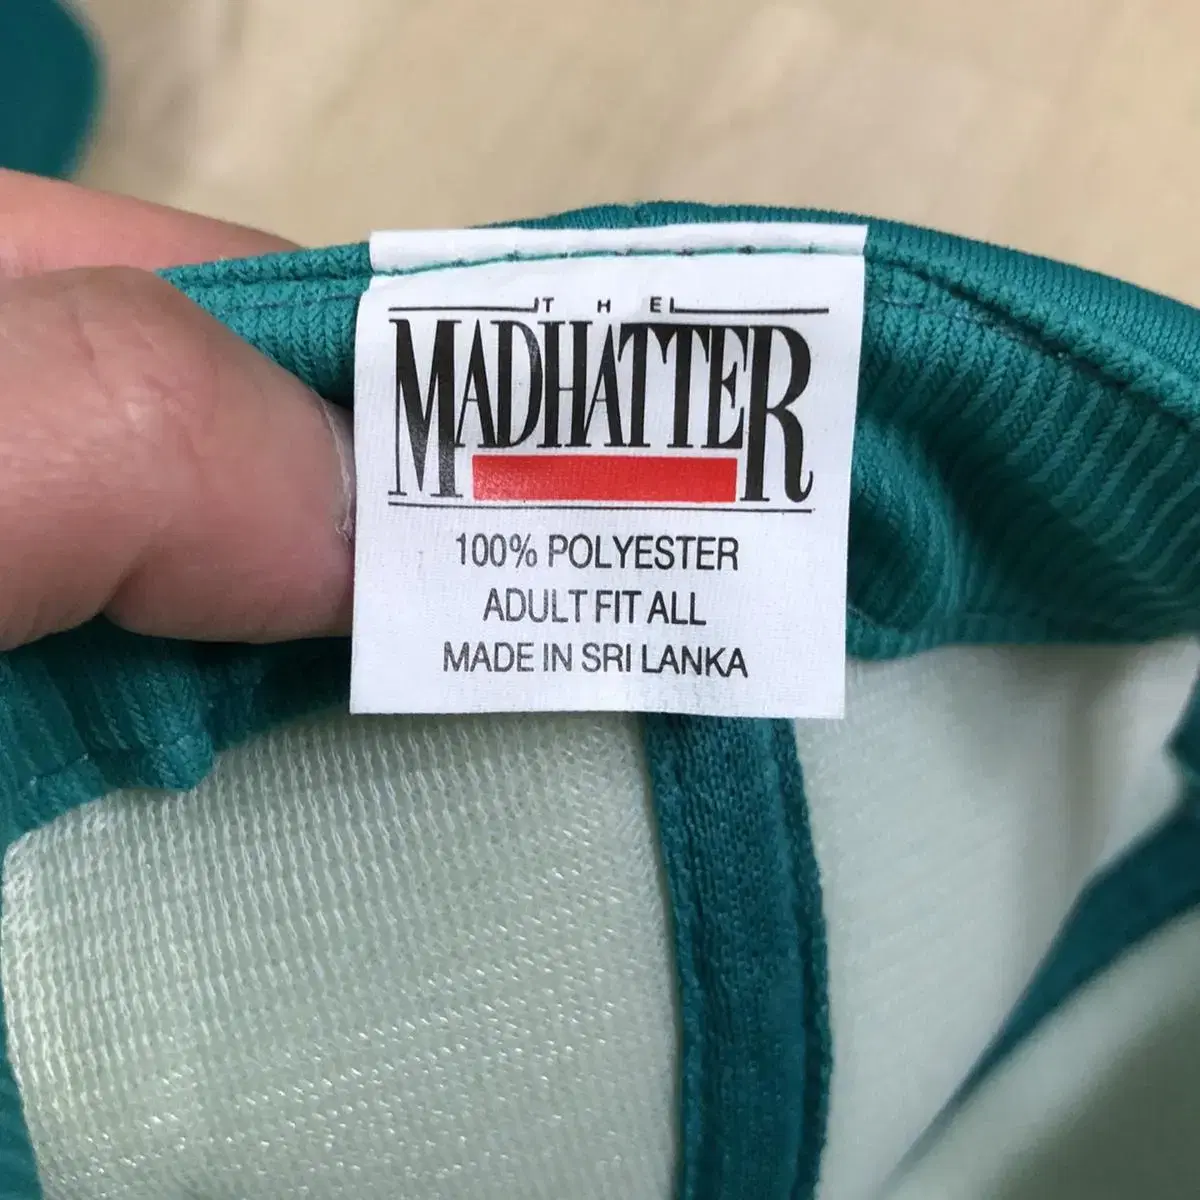 THE
MADHATTER
100% POLYESTER
ADULT FIT ALL
MADE IN SRI LANKA